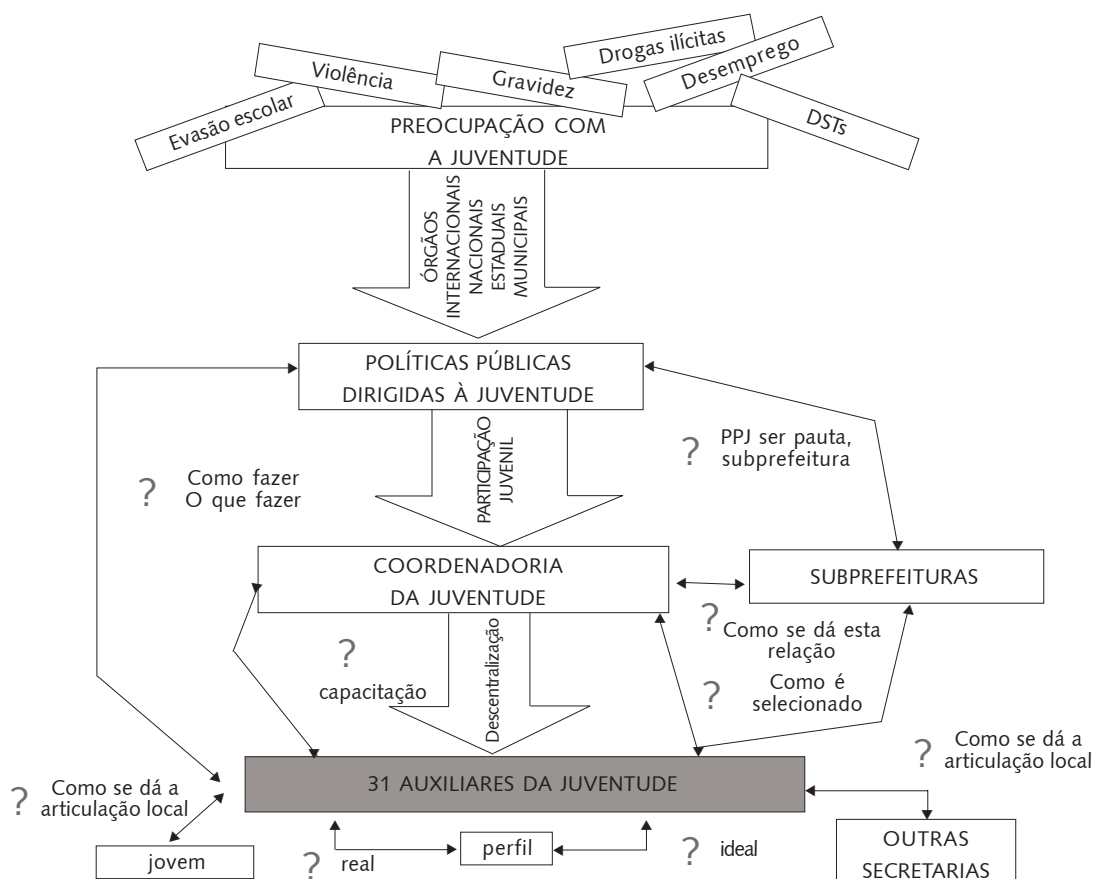 Evasão escolar
Violência
Gravidez
Drogas ilícitas
Desemprego
DSTs
PREOCUPAÇÃO COM
A JUVENTUDE
ÓRGÃOS
INTERNACIONAIS
NACIONAIS
ESTADUAIS
MUNICIPAIS
POLÍTICAS PÚBLICAS
DIRIGIDAS À JUVENTUDE
? PPJ ser pauta,
subprefeitura
PARTICIPAÇÃO
JUVENIL
? Como fazer
O que fazer
COORDENADORIA
DA JUVENTUDE
SUBPREFEITURAS
? Como se dá esta
relação
? capacitação
Descentralização
? Como é
selecionado
? Como se dá a
articulação local
31 AUXILIARES DA JUVENTUDE
? Como se dá a
articulação local
jovem
? real
perfil
? ideal
OUTRAS
SECRETARIAS